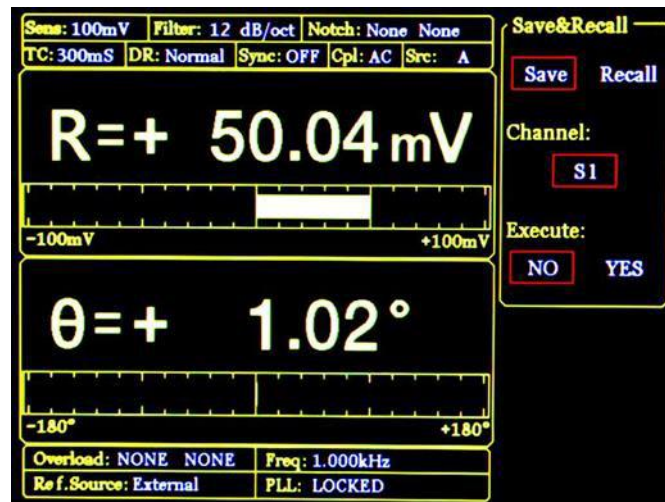 Sens: 100mV Filter: 12 dB/oct Notch: None None
TC: 300mS DR: Normal Sync: OFF Cpl: AC Src: A
R=+ 50.04 mV
-100mV +100mV
θ=+ 1.02°
-180° +180°
Overload: NONE NONE Freq: 1.000kHz
Ref.Source: External PLL: LOCKED
Save&Recall
Save Recall
Channel:
S1
Execute:
NO YES